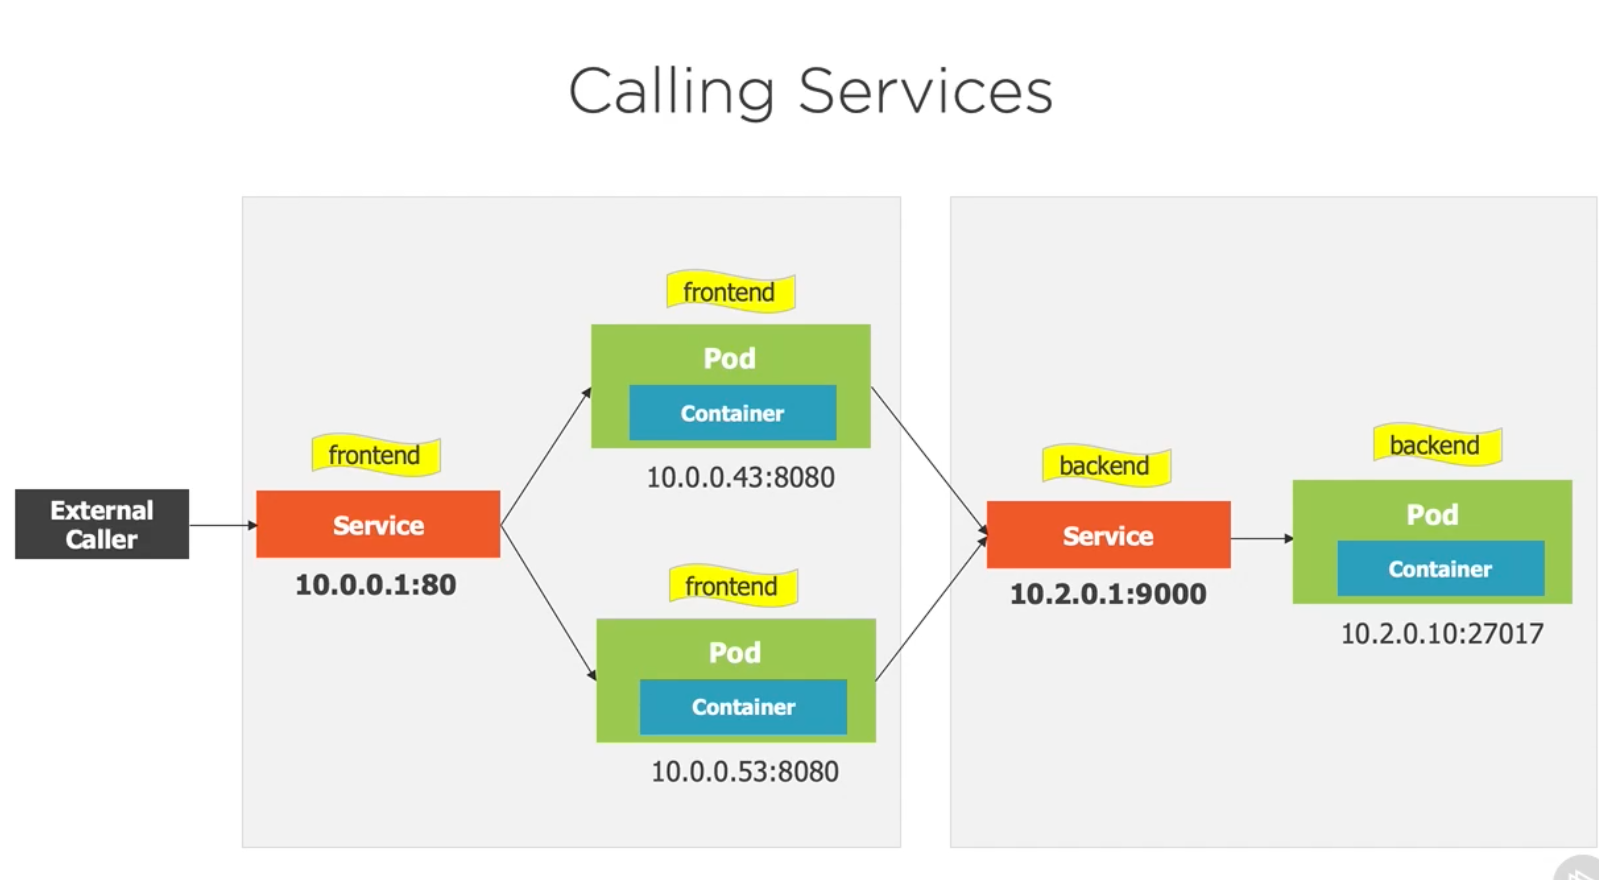 Calling Services
External
Caller
frontend
Service
10.0.0.1:80
frontend
Pod
Container
10.0.0.43:8080
frontend
Pod
Container
10.0.0.53:8080
backend
Service
10.2.0.1:9000
backend
Pod
Container
10.2.0.10:27017